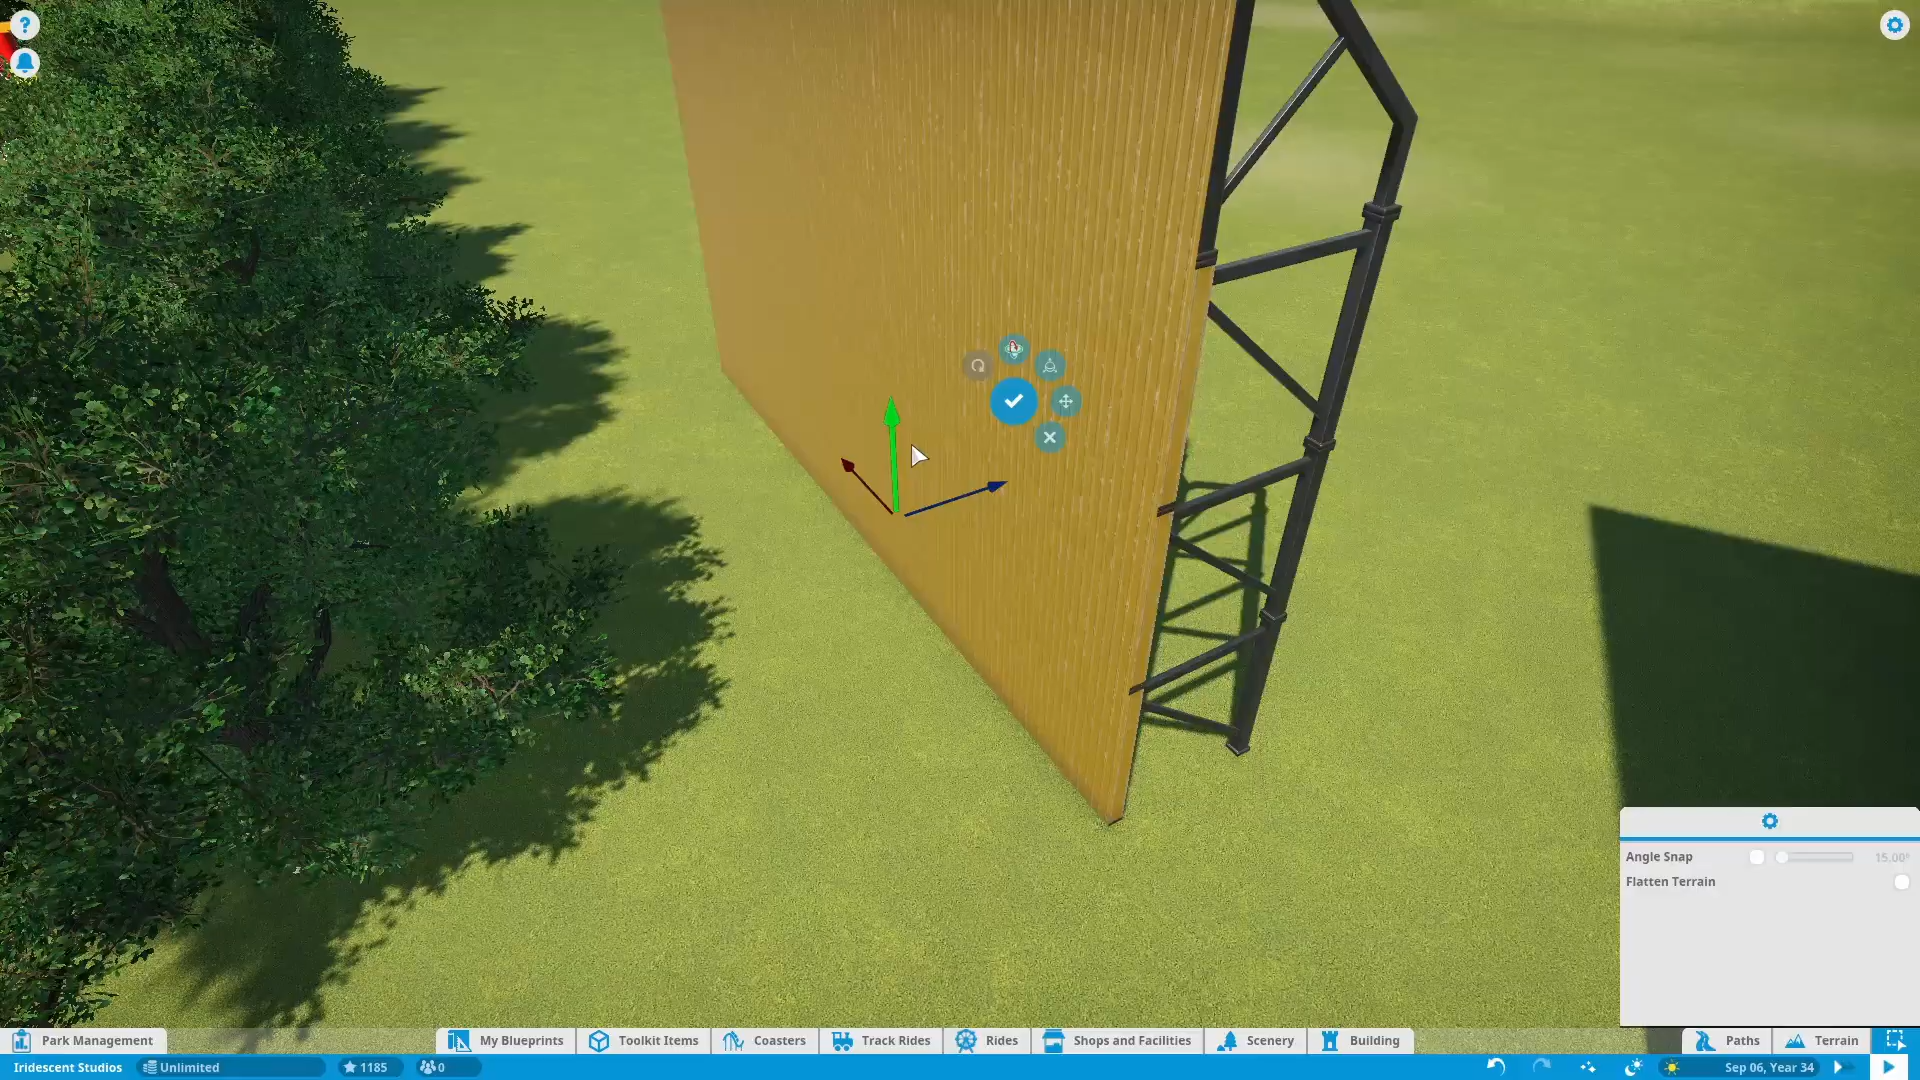 ?
Angle Snap 15.00°
Flatten Terrain
Park Management My Blueprints Toolkit Items Coasters Track Rides Rides Shops and Facilities Scenery Building Paths Terrain
Iridescent Studios Unlimited 1185 0 Sep 06, Year 34